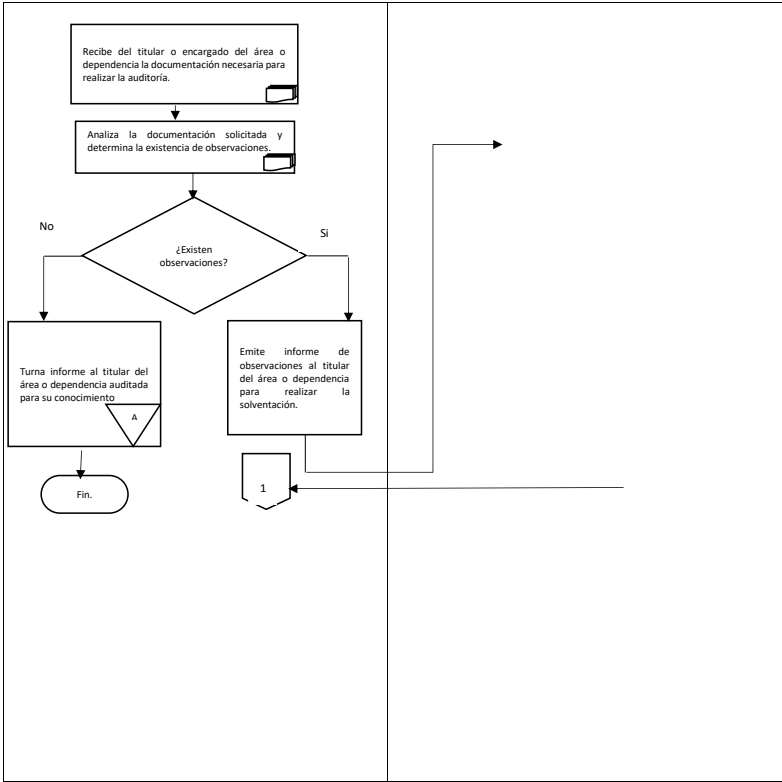 Recibe del titular o encargado del área o
dependencia la documentación necesaria para
realizar la auditoría.
Analiza la documentación solicitada y
determina la existencia de observaciones.
No
Si
¿Existen
observaciones?
Turna informe al titular del
área o dependencia auditada
para su conocimiento
A
Emite informe de
observaciones al titular
del área o dependencia
para realizar la
solventación.
Fin.
1